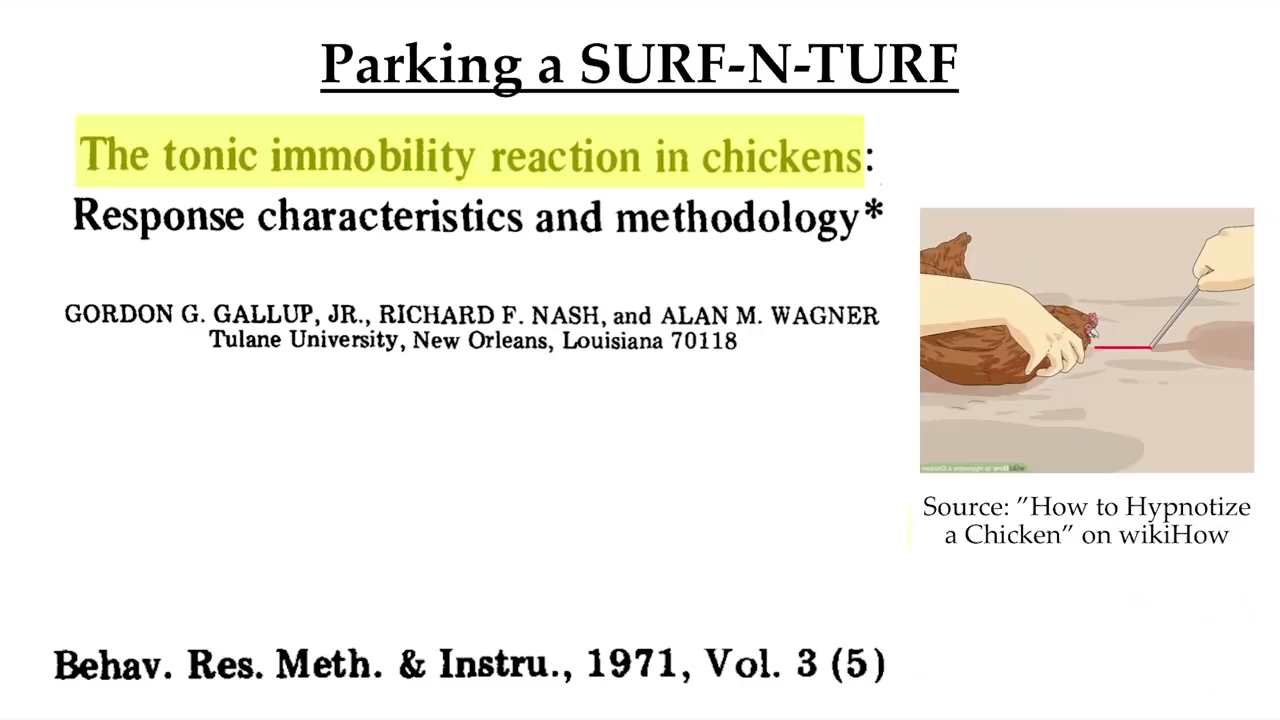 Parking a SURF-N-TURF
The tonic immobility reaction in chickens:
Response characteristics and methodology*
GORDON G. GALLUP, JR., RICHARD F. NASH, and ALAN M. WAGNER
Tulane University, New Orleans, Louisiana 70118
Source: ”How to Hypnotize
a Chicken” on wikiHow
Behav. Res. Meth. & Instru., 1971, Vol. 3 (5)